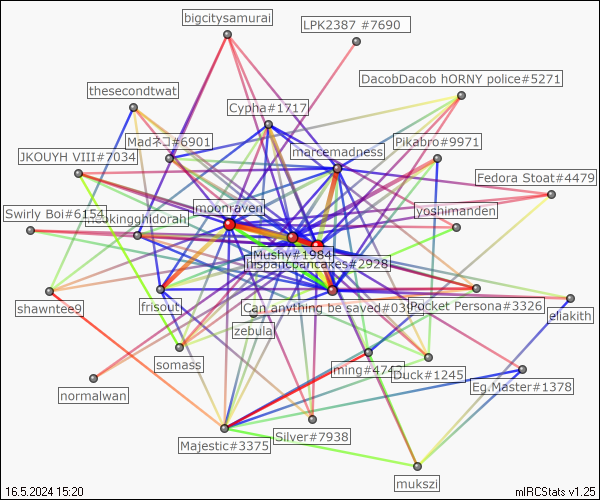 bigcitysamurai
LPK2387 #7690
DacobDacob hORNY police#5271
thesecondtwat
Cypha#1717
Madネコ#6901
Pikabro#9971
marcemadness
JKOUYH VIII#7034
Fedora Stoat#4479
moonraven
yoshimanden
Swirly Boi#6154
Mushy#1984
hispancpancakes#2928
shawntee9
frisout
Can anything be saved#03
Pocket Persona#3326
eliakith
zebula
somass
ming#474
Duck#1245
Eg.Master#1378
normalwan
Majestic#3375
Silver#7938
mukszi
16.5.2024 15:20
mIRCStats v1.25